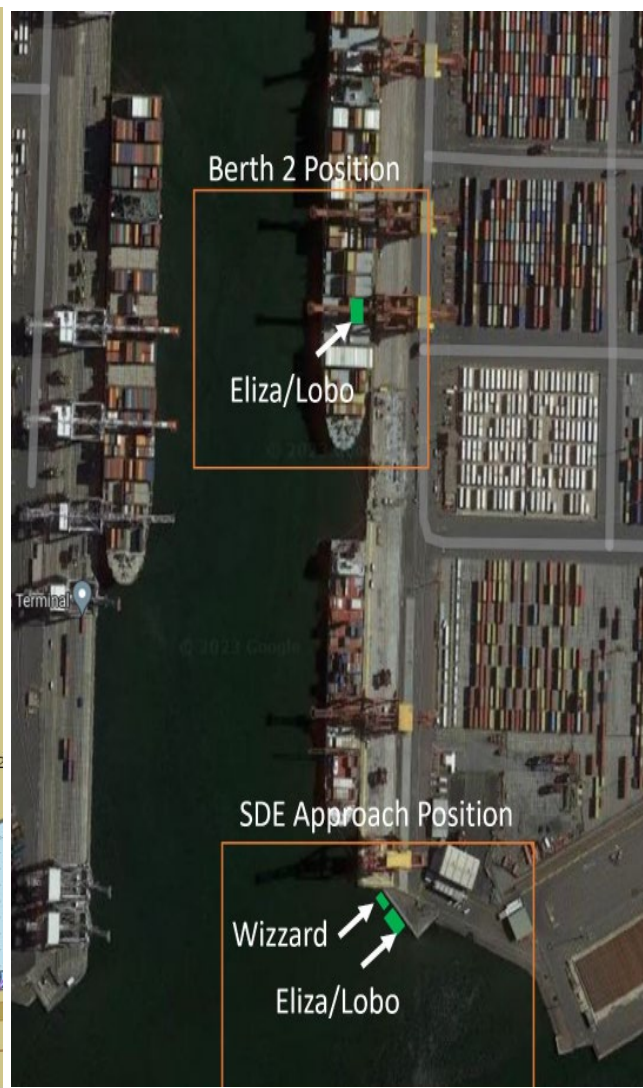 Berth 2 Position
Eliza/Lobo
Terminal
© 2023 Google
SDE Approach Position
Wizzard
Eliza/Lobo